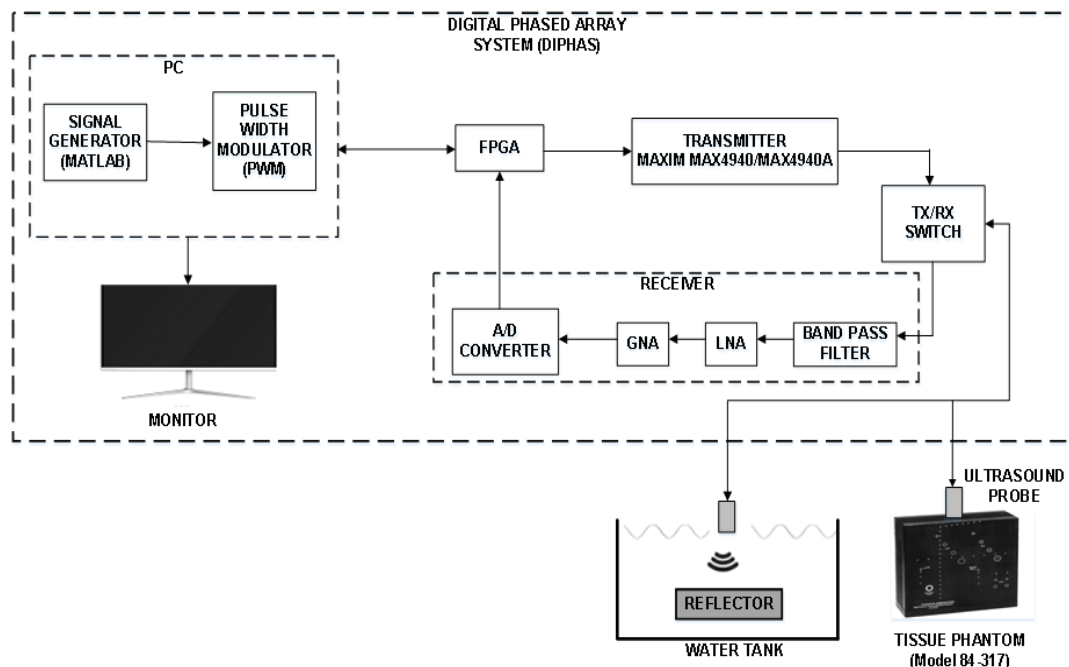 DIGITAL PHASED ARRAY
SYSTEM (DIPHAS)
PC
SIGNAL
GENERATOR
(MATLAB)
PULSE
WIDTH
MODULATOR
(PWM)
FPGA
TRANSMITTER
MAXIM MAX4940/MAX4940A
TX/RX
SWITCH
RECEIVER
A/D
CONVERTER
GNA
LNA
BAND PASS
FILTER
MONITOR
ULTRASOUND
PROBE
REFLECTOR
WATER TANK
TISSUE PHANTOM
(Model 84-317)